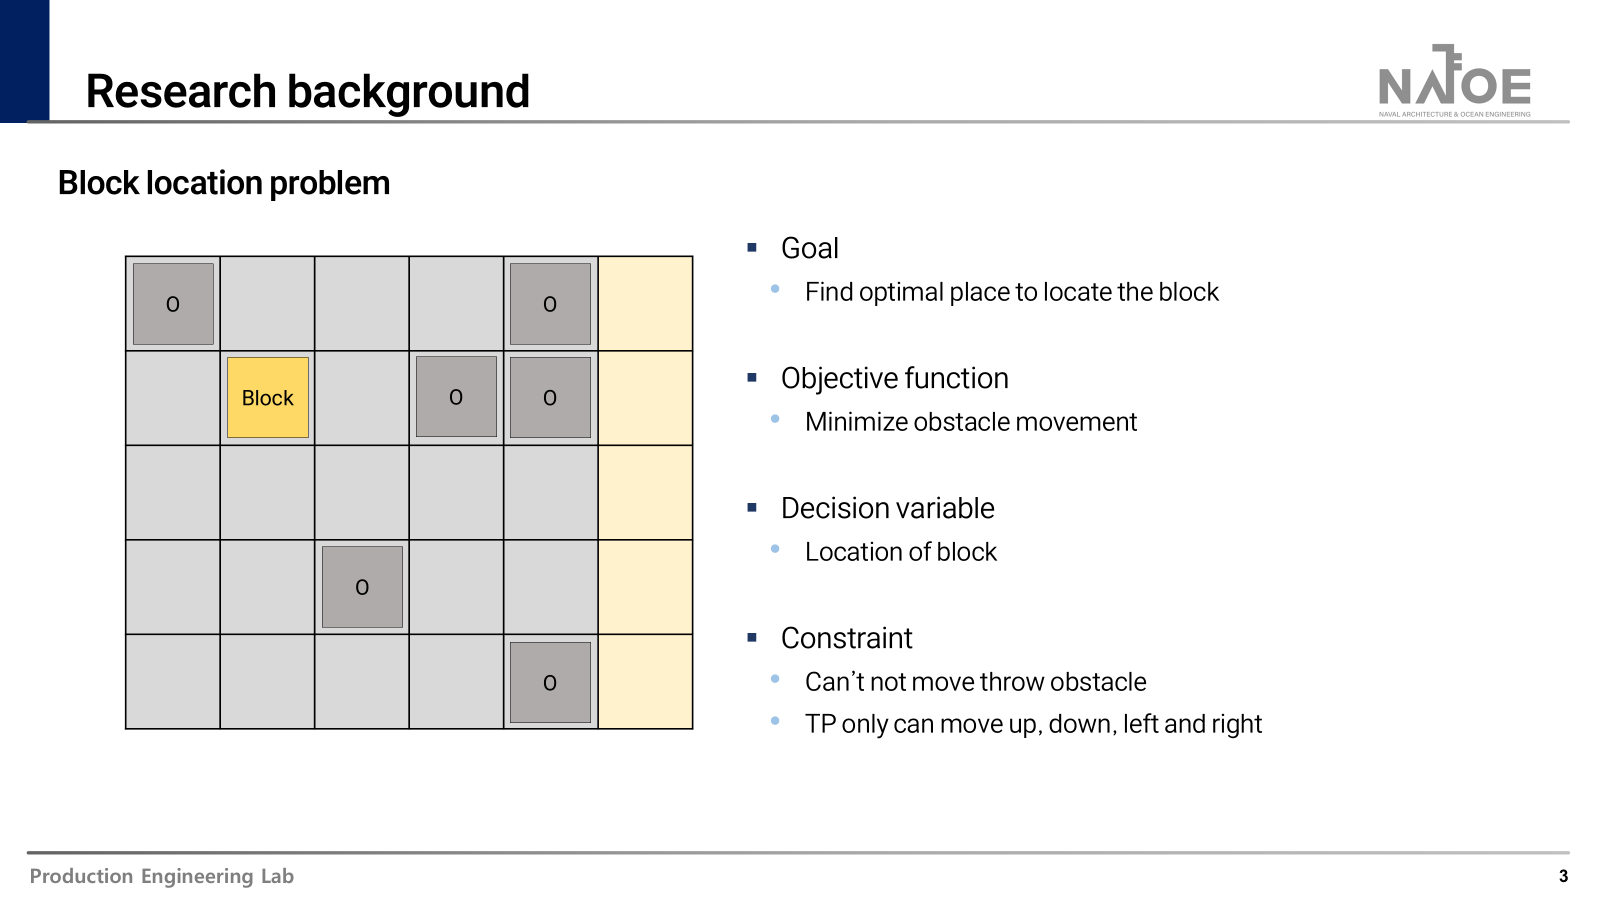 Research background
NATOE
NAVAL ARCHITECTURE & OCEAN ENGINEERING
Block location problem
O
O
Block
O
O
O
O
Goal
Find optimal place to locate the block
Objective function
Minimize obstacle movement
Decision variable
Location of block
Constraint
Can’t not move throw obstacle
TP only can move up, down, left and right
Production Engineering Lab
3